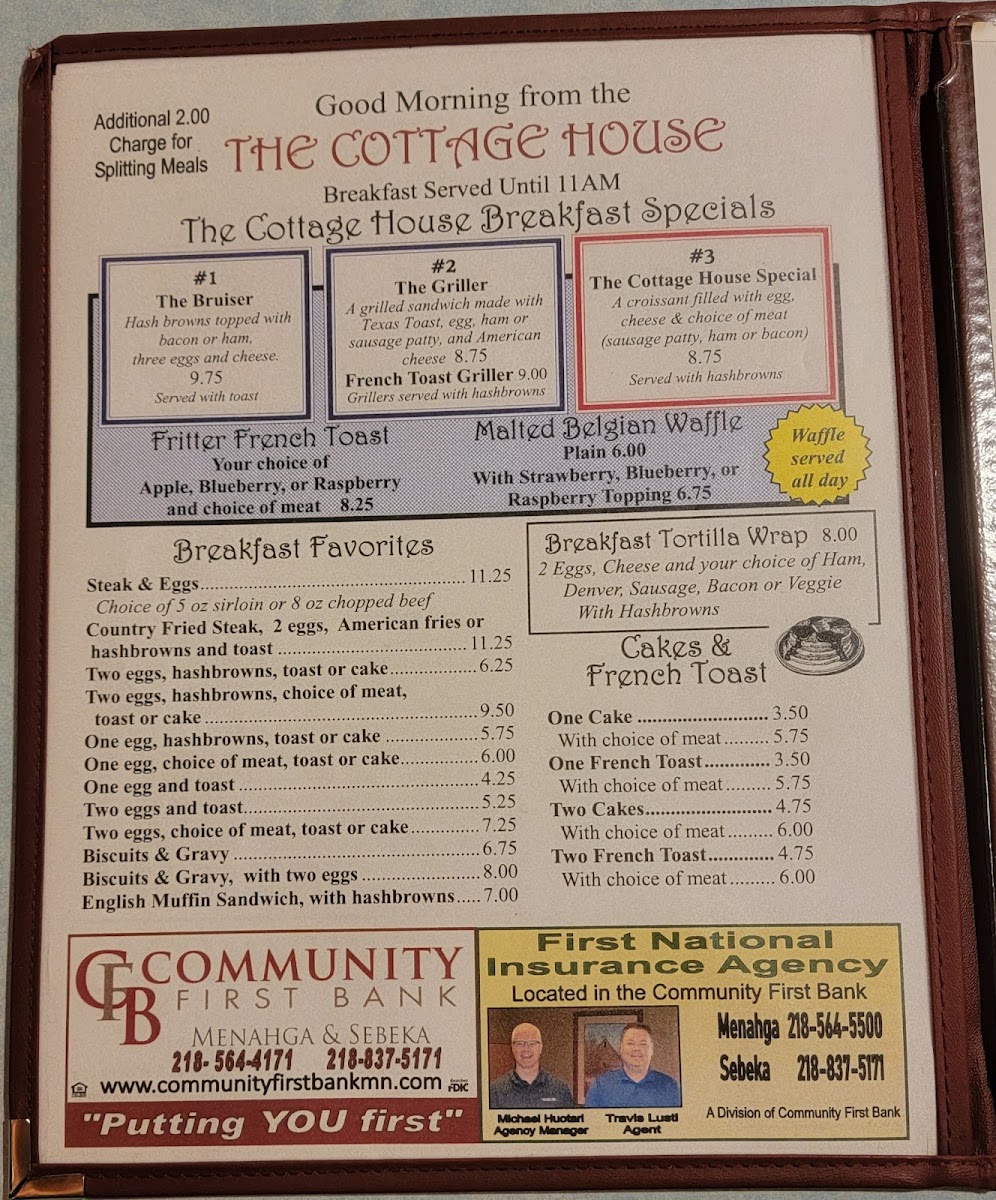 Additional 2.00
Charge for
Splitting Meals
Good Morning from the
THE COTTAGE HOUSE
Breakfast Served Until 11AM
The Cottage House Breakfast Specials
#1
The Bruiser
Hash browns topped with
bacon or ham,
three eggs and cheese.
9.75
Served with toast
#2
The Griller
A grilled sandwich made with
Texas Toast, egg, ham or
sausage patty, and American
cheese 8.75
French Toast Griller 9.00
Grillers served with hashbrowns
#3
The Cottage House Special
A croissant filled with egg,
cheese & choice of meat
(sausage patty, ham or bacon)
8.75
Served with hashbrowns
Fritter French Toast
Your choice of
Apple, Blueberry, or Raspberry
and choice of meat 8.25
Malted Belgian Waffle
Plain 6.00
With Strawberry, Blueberry, or
Raspberry Topping 6.75
Waffle
served
all day
Breakfast Favorites
Steak & Eggs.......... 11.25
Choice of 5 oz sirloin or 8 oz chopped beef
Country Fried Steak, 2 eggs, American fries or
hashbrowns and toast .......... 11.25
Two eggs, hashbrowns, toast or cake.......... 6.25
Two eggs, hashbrowns, choice of meat,
toast or cake .......... 9.50
One egg, hashbrowns, toast or cake .......... 5.75
One egg, choice of meat, toast or cake.......... 6.00
One egg and toast .......... 4.25
Two eggs and toast.......... 5.25
Two eggs, choice of meat, toast or cake .......... 7.25
Biscuits & Gravy .......... 6.75
Biscuits & Gravy, with two eggs .......... 8.00
English Muffin Sandwich, with hashbrowns..... 7.00
Breakfast Tortilla Wrap 8.00
2 Eggs, Cheese and your choice of Ham,
Denver, Sausage, Bacon or Veggie
With Hashbrowns
Cakes &
French Toast
One Cake .......... 3.50
With choice of meat ......... 5.75
One French Toast............ 3.50
With choice of meat ......... 5.75
Two Cakes.......... 4.75
With choice of meat ......... 6.00
Two French Toast............ 4.75
With choice of meat ......... 6.00
CFB COMMUNITY
FIRST BANK
MENAHGA & SEBEKA
218- 564-4171 218-837-5171
www.communityfirstbankmn.com
FDIC
"Putting YOU first"
First National
Insurance Agency
Located in the Community First Bank
Menahga 218-564-5500
Sebeka 218-837-5171
Michael Huotari
Agency Manager
Travis Lusti
Agent
A Division of Community First Bank